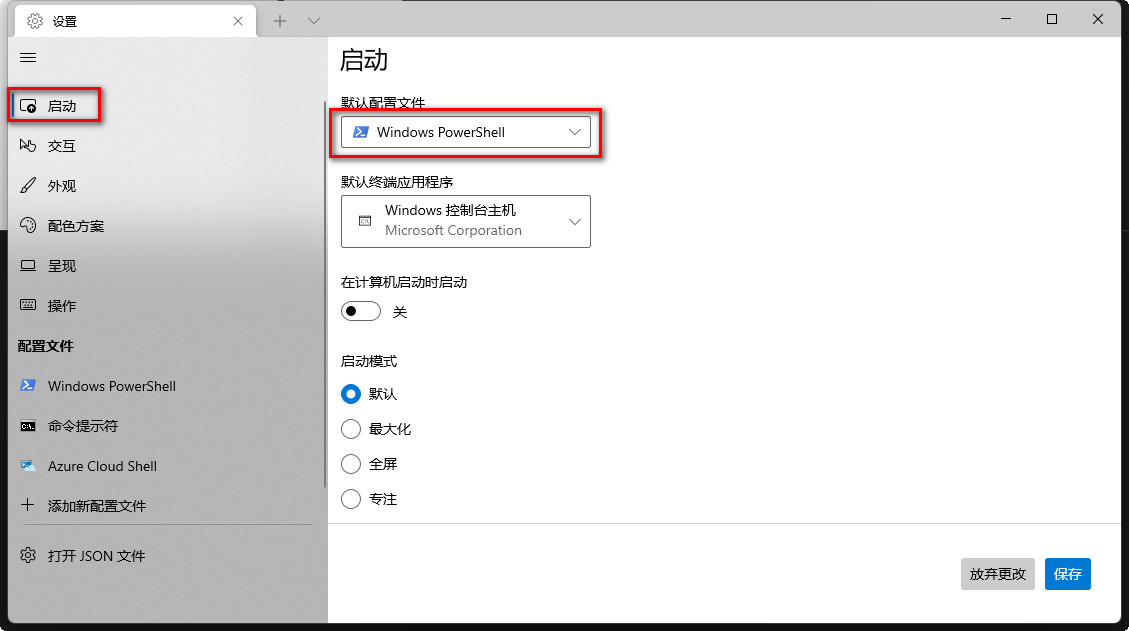 设置
启动
交互
外观
配色方案
呈现
操作
配置文件
Windows PowerShell
命令提示符
Azure Cloud Shell
添加新配置文件
打开 JSON 文件
启动
默认配置文件
Windows PowerShell
默认终端应用程序
Windows 控制台主机
Microsoft Corporation
在计算机启动时启动
关
启动模式
默认
最大化
全屏
专注
放弃更改
保存